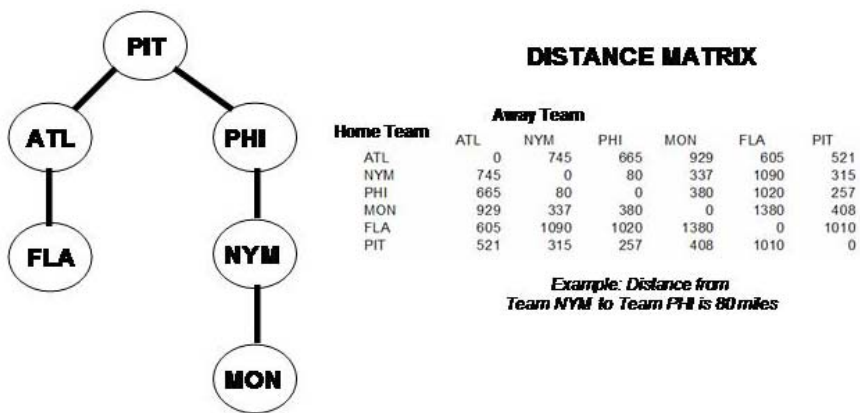 PIT
ATL
PHI
FLA
NYM
MON
DISTANCE MATRIX
Away Team
Home Team ATL NYM PHI MON FLA PIT
ATL 0 745 665 929 605 521
NYM 745 0 80 337 1090 315
PHI 665 80 0 380 1020 257
MON 929 337 380 0 1380 408
FLA 605 1090 1020 1380 0 1010
PIT 521 315 257 408 1010 0
Example: Distance from
Team NYM to Team PHI is 80 miles